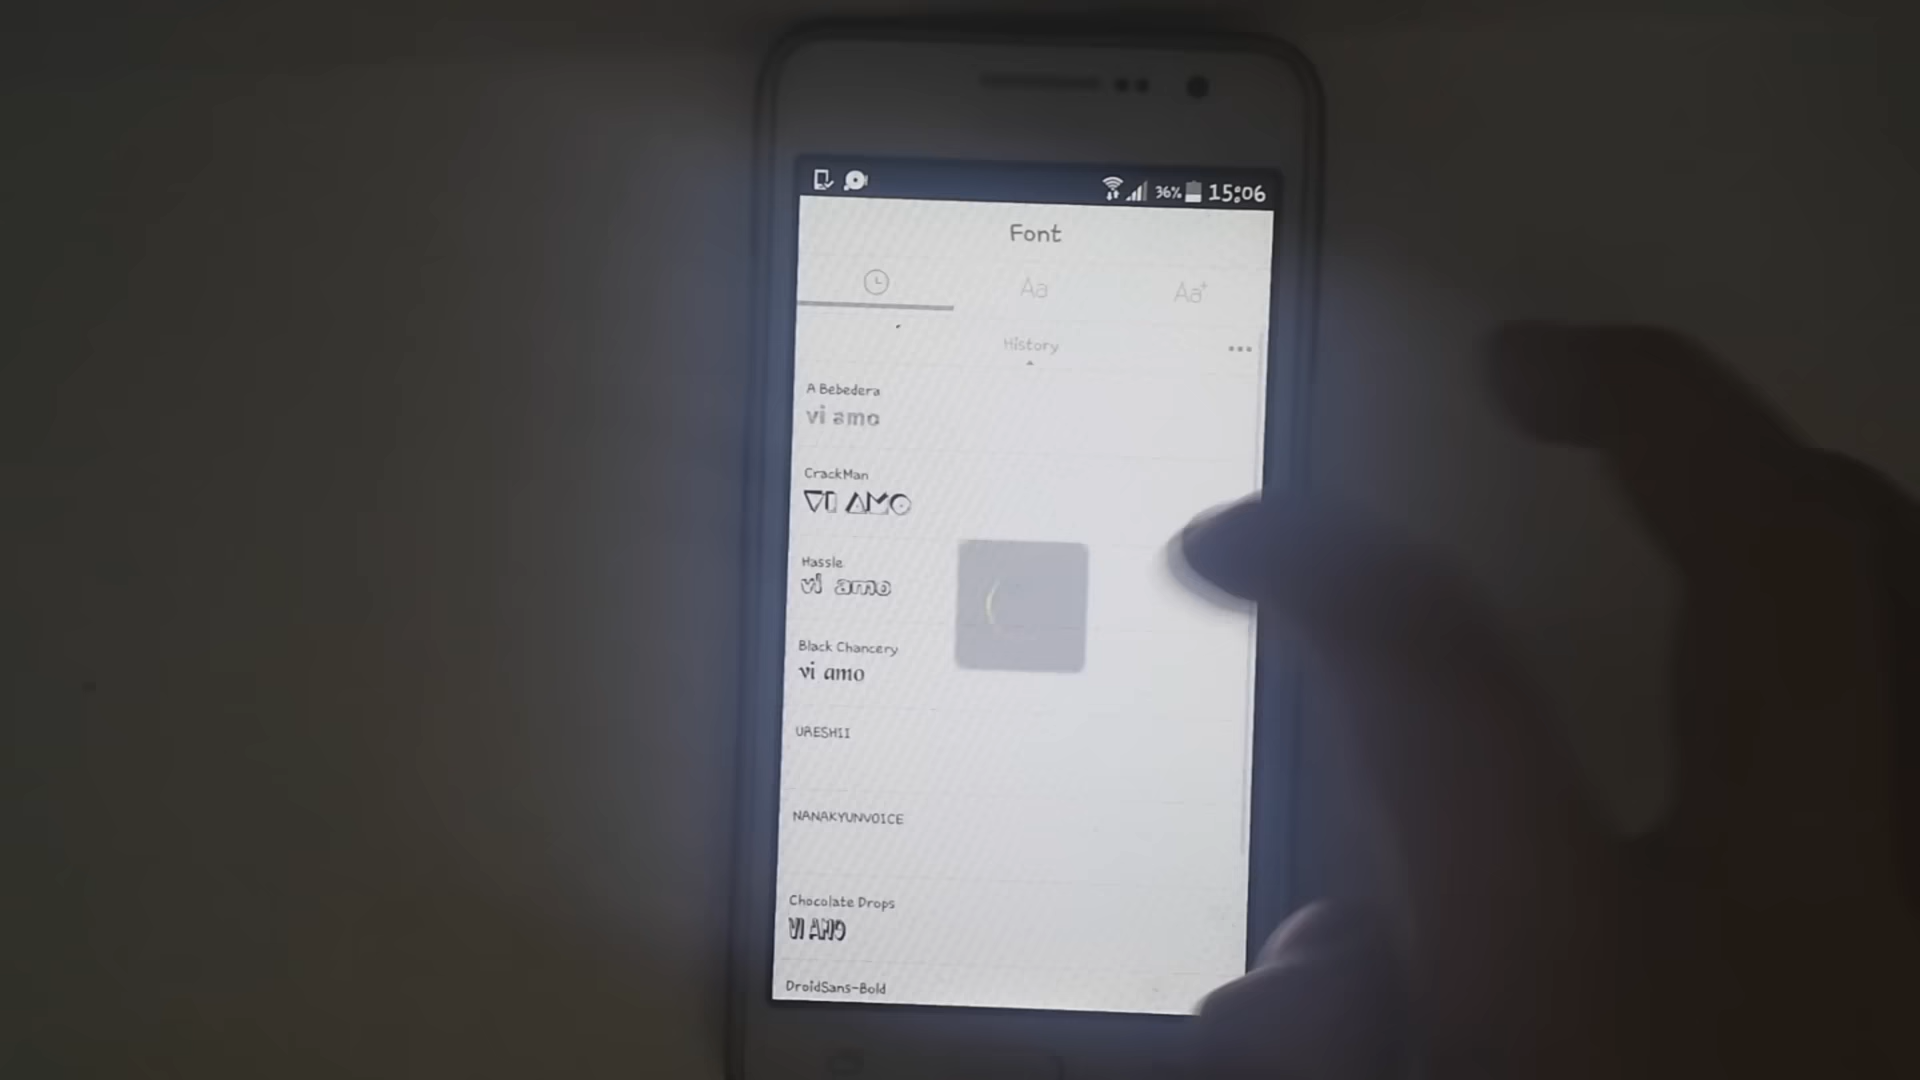 36% 15:06
Font
Aa
Aa+
History
A Bebedera
vi amo
CrackMan
VI AMO
Hassle
vi amo
Black Chancery
vi amo
URESHII
NANAKYUNVOICE
Chocolate Drops
VI AMO
DroidSans-Bold